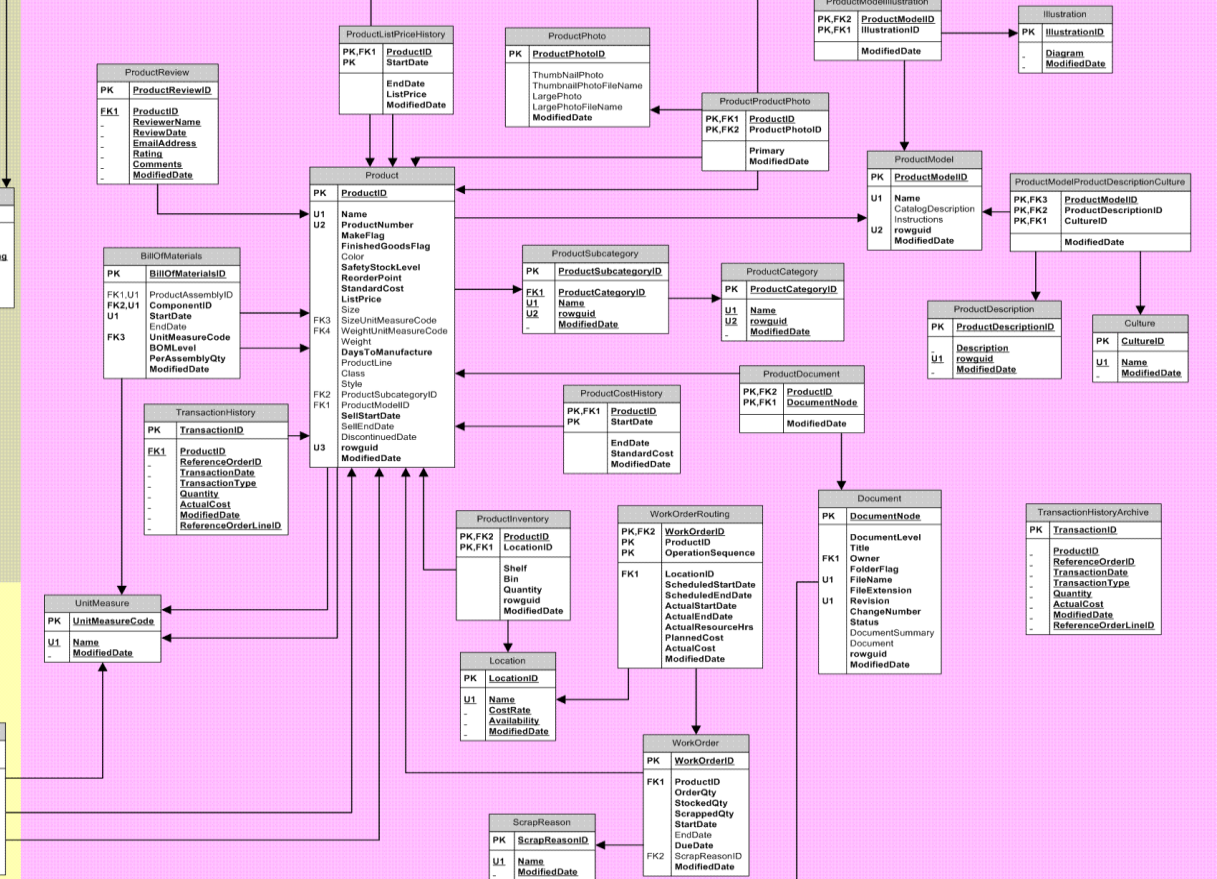 ProductModelIllustration
PK,FK2 ProductModelID
PK,FK1 IllustrationID
ModifiedDate
Illustration
PK IllustrationID
_ Diagram
_ ModifiedDate
ProductListPriceHistory
PK,FK1 ProductID
PK StartDate
EndDate
ListPrice
ModifiedDate
ProductPhoto
PK ProductPhotoID
ThumbNailPhoto
ThumbnailPhotoFileName
LargePhoto
LargePhotoFileName
ModifiedDate
ProductReview
PK ProductReviewID
FK1 ProductID
_ ReviewerName
_ ReviewDate
_ EmailAddress
_ Rating
_ Comments
_ ModifiedDate
ProductProductPhoto
PK,FK1 ProductID
PK,FK2 ProductPhotoID
Primary
ModifiedDate
ProductModel
PK ProductModelID
U1 Name
CatalogDescription
Instructions
U2 rowguid
ModifiedDate
ProductModelProductDescriptionCulture
PK,FK3 ProductModelID
PK,FK2 ProductDescriptionID
PK,FK1 CultureID
ModifiedDate
Product
PK ProductID
U1 Name
U2 ProductNumber
MakeFlag
FinishedGoodsFlag
Color
SafetyStockLevel
ReorderPoint
StandardCost
ListPrice
Size
FK3 SizeUnitMeasureCode
FK4 WeightUnitMeasureCode
Weight
DaysToManufacture
ProductLine
Class
Style
FK2 ProductSubcategoryID
FK1 ProductModelID
SellStartDate
SellEndDate
DiscontinuedDate
U3 rowguid
ModifiedDate
BillOfMaterials
PK BillOfMaterialsID
FK1,U1 ProductAssemblyID
FK2,U1 ComponentID
U1 StartDate
EndDate
FK3 UnitMeasureCode
BOMLevel
PerAssemblyQty
ModifiedDate
ProductSubcategory
PK ProductSubcategoryID
FK1 ProductCategoryID
U1 Name
U2 rowguid
_ ModifiedDate
ProductCategory
PK ProductCategoryID
U1 Name
U2 rowguid
_ ModifiedDate
ProductDescription
PK ProductDescriptionID
_ Description
U1 rowguid
_ ModifiedDate
Culture
PK CultureID
U1 Name
_ ModifiedDate
ProductDocument
PK,FK2 ProductID
PK,FK1 DocumentNode
ModifiedDate
ProductCostHistory
PK,FK1 ProductID
PK StartDate
EndDate
StandardCost
ModifiedDate
TransactionHistory
PK TransactionID
FK1 ProductID
_ ReferenceOrderID
_ TransactionDate
_ TransactionType
_ Quantity
_ ActualCost
_ ModifiedDate
_ ReferenceOrderLineID
Document
PK DocumentNode
DocumentLevel
Title
FK1 Owner
FolderFlag
U1 FileName
FileExtension
U1 Revision
ChangeNumber
Status
DocumentSummary
Document
rowguid
ModifiedDate
TransactionHistoryArchive
PK TransactionID
_ ProductID
_ ReferenceOrderID
_ TransactionDate
_ TransactionType
_ Quantity
_ ActualCost
_ ModifiedDate
_ ReferenceOrderLineID
ProductInventory
PK,FK2 ProductID
PK,FK1 LocationID
Shelf
Bin
Quantity
rowguid
ModifiedDate
WorkOrderRouting
PK,FK2 WorkOrderID
PK ProductID
PK OperationSequence
FK1 LocationID
ScheduledStartDate
ScheduledEndDate
ActualStartDate
ActualEndDate
ActualResourceHrs
PlannedCost
ActualCost
ModifiedDate
UnitMeasure
PK UnitMeasureCode
U1 Name
_ ModifiedDate
Location
PK LocationID
U1 Name
_ CostRate
_ Availability
_ ModifiedDate
WorkOrder
PK WorkOrderID
FK1 ProductID
OrderQty
StockedQty
ScrappedQty
StartDate
EndDate
DueDate
FK2 ScrapReasonID
ModifiedDate
ScrapReason
PK ScrapReasonID
U1 Name
_ ModifiedDate